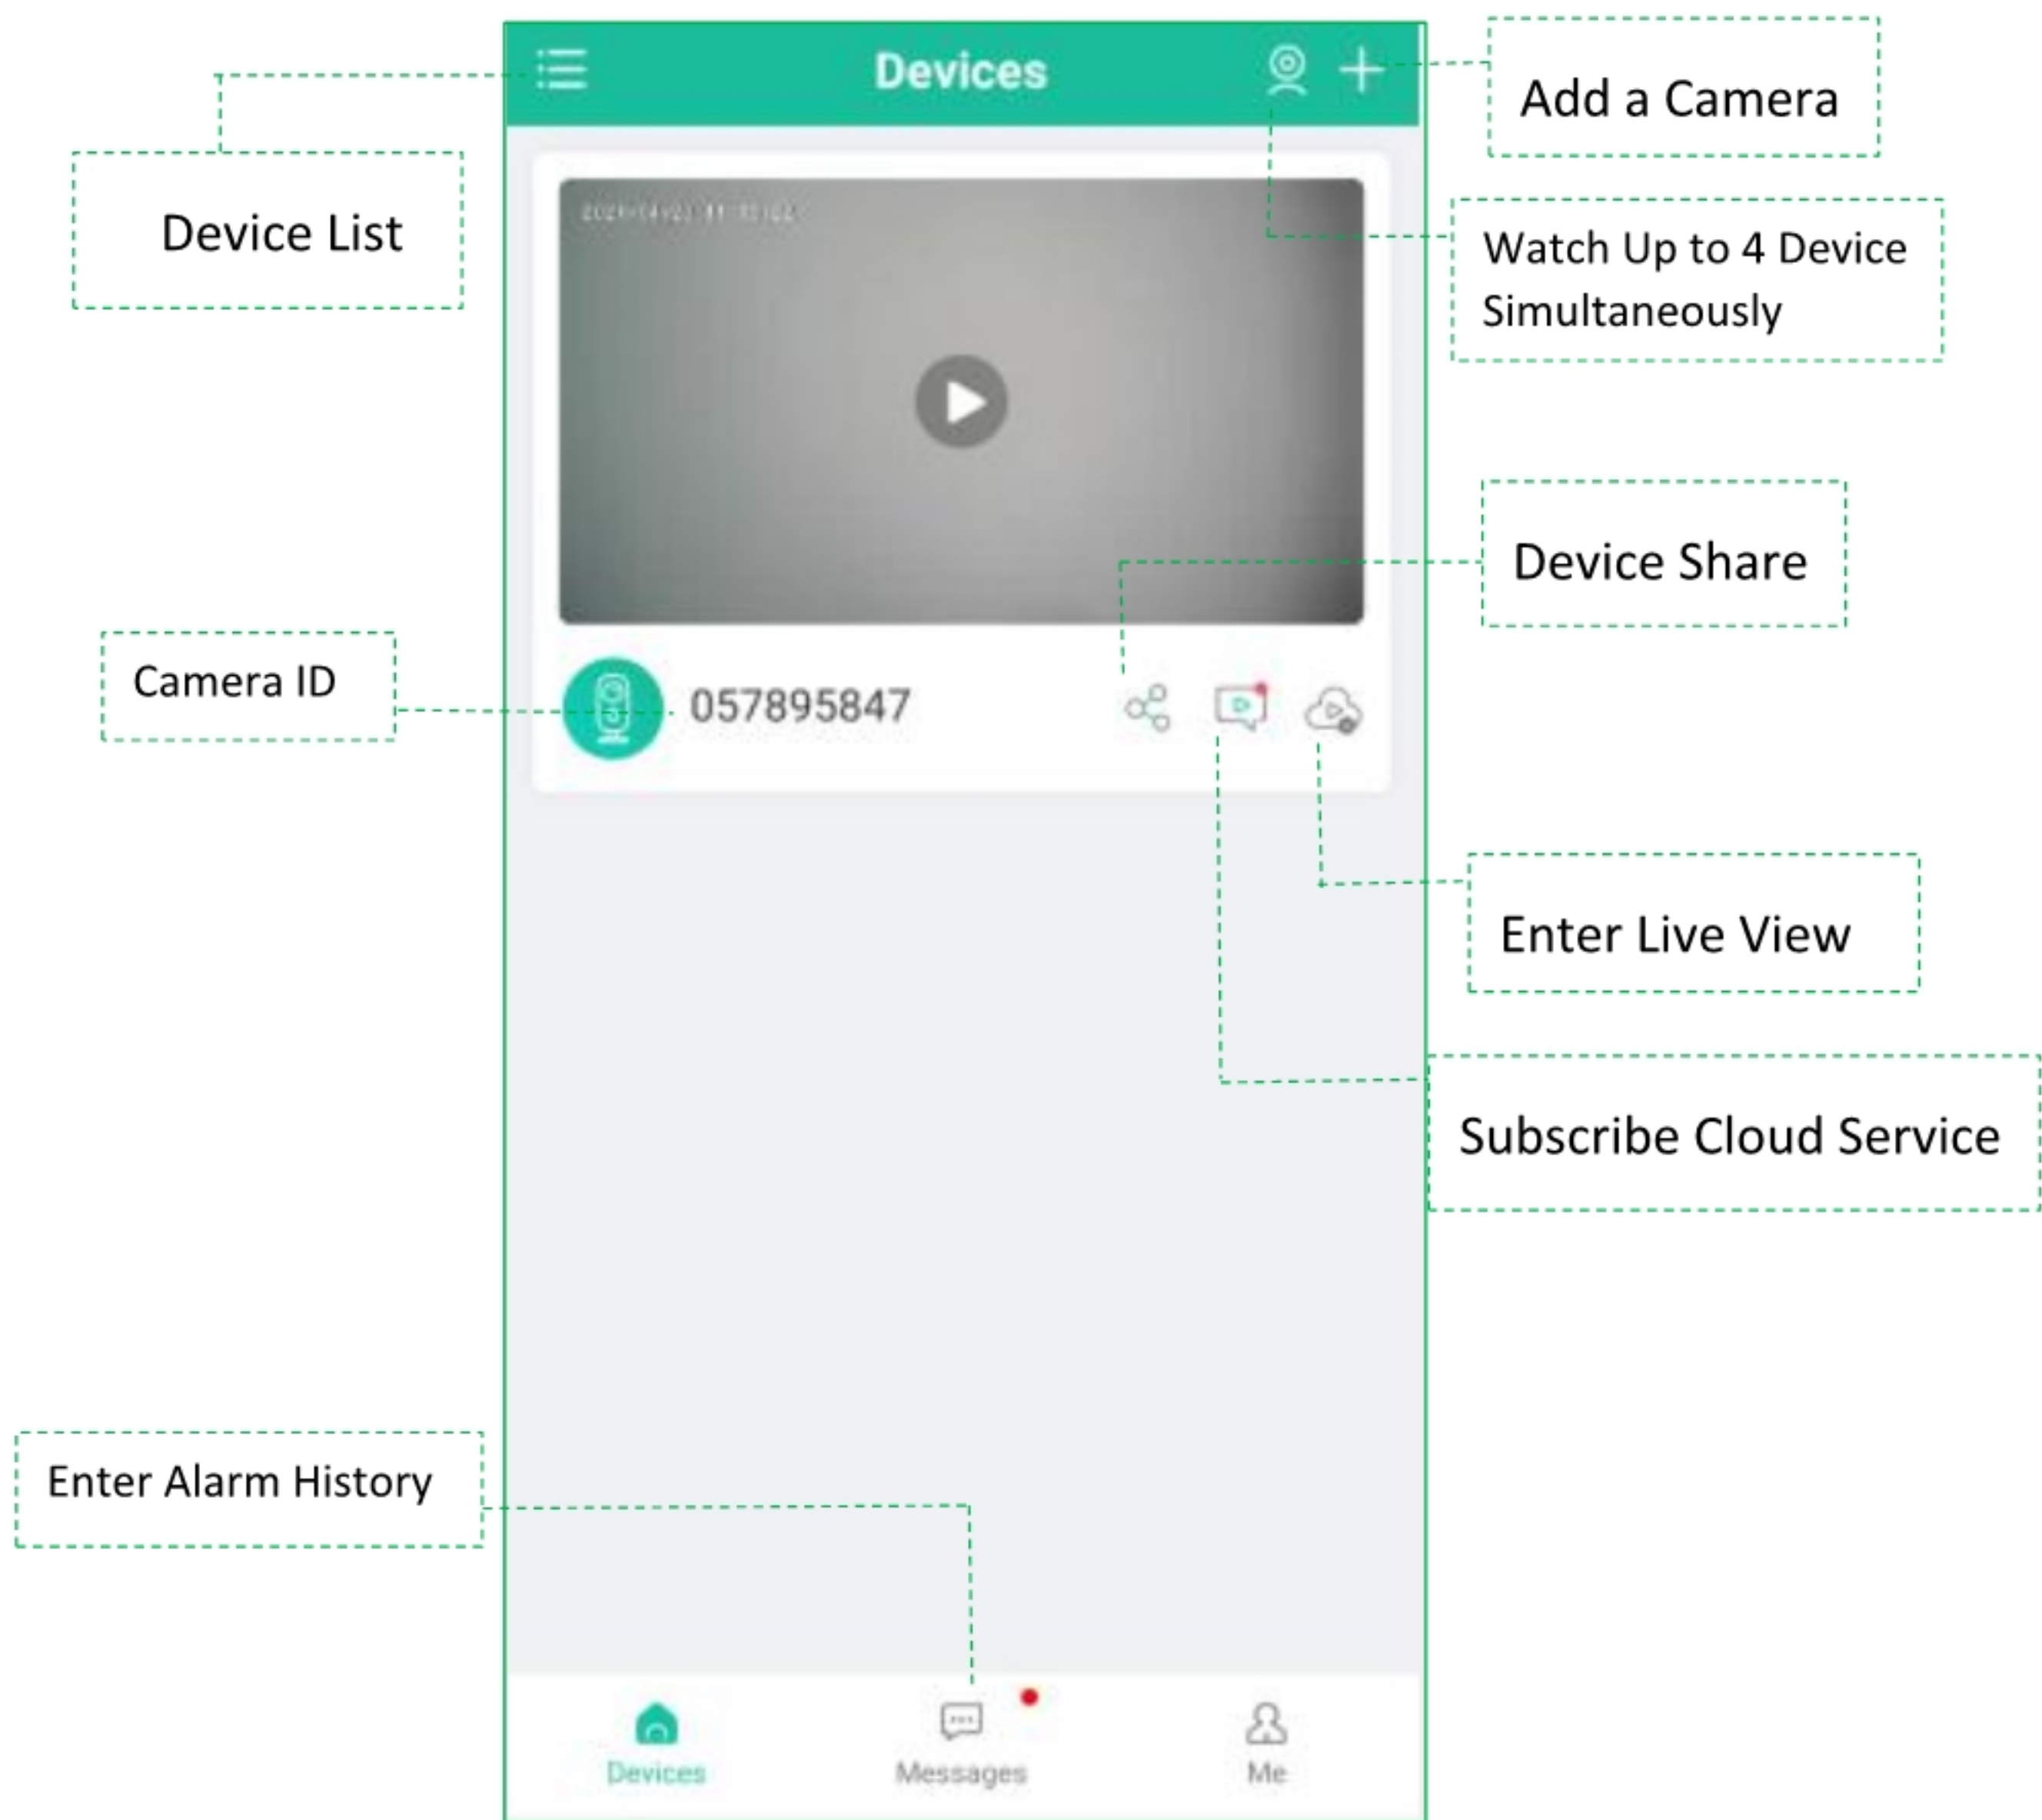 Devices
Add a Camera
Device List
Watch Up to 4 Device
Simultaneously
Device Share
Camera ID
057895847
Enter Live View
Subscribe Cloud Service
Enter Alarm History
Devices
Messages
Me